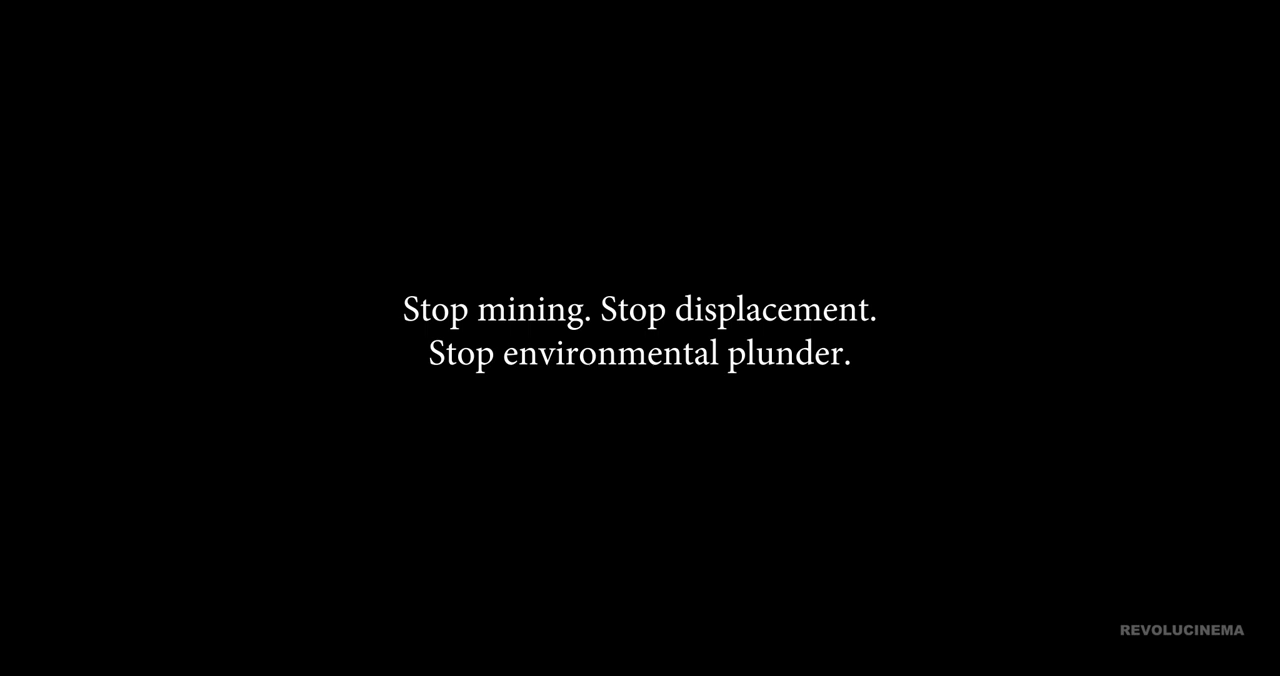 Stop mining. Stop displacement.
Stop environmental plunder.
REVOLUCINEMA